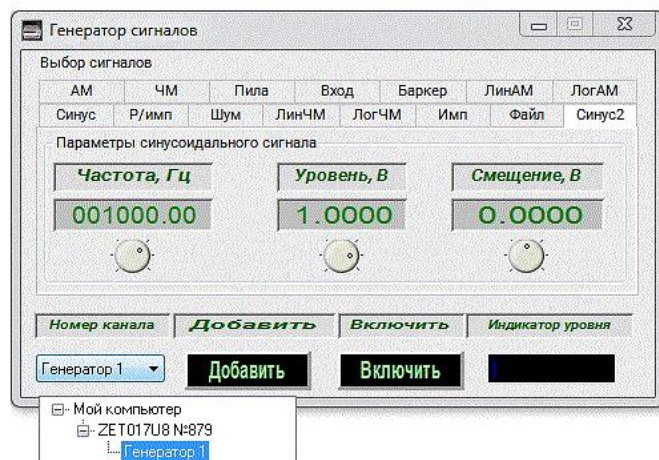 Генератор сигналов
Выбор сигналов
АМ ЧМ Пила Вход Баркер ЛинАМ ЛогАМ
Синус Р/имп Шум ЛинЧМ ЛогЧМ Имп Файл Синус2
Параметры синусоидального сигнала
Частота, Гц Уровень, В Смещение, В
001000.00 1.0000 0.0000
Номер канала Добавить Включить Индикатор уровня
Генератор 1 Добавить Включить
Мой компьютер
ZET017U8 №879
Генератор 1